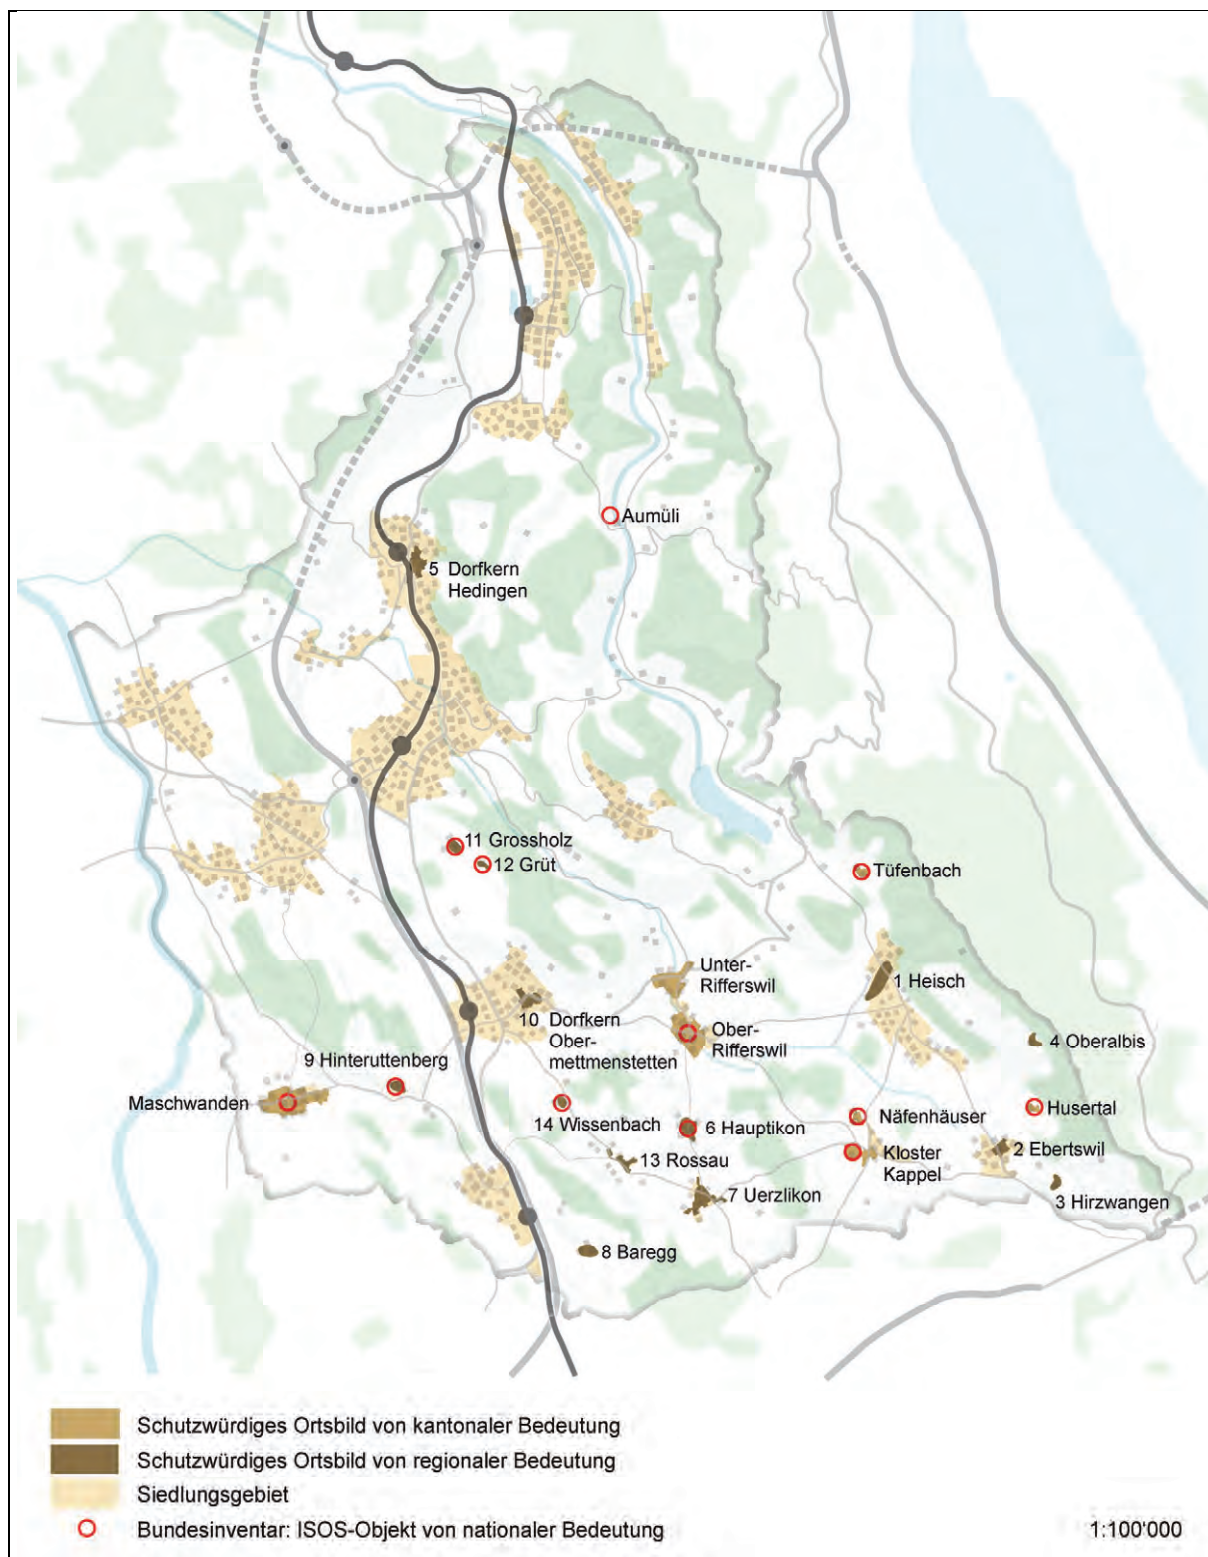 Aumüli
5 Dorfkern
Hedingen
11 Grossholz
12 Grüt
Tüfenbach
Unter-
Rifferswil
1 Heisch
10 Dorfkern
Ober-
mettmenstetten
Ober-
Rifferswil
4 Oberalbis
9 Hinteruttenberg
Maschwanden
14 Wissenbach
6 Hauptikon
Näfenhäuser
Husertal
13 Rossau
Kloster
Kappel
2 Ebertswil
7 Uerzlikon
3 Hirzwangen
8 Baregg
Schutzwürdiges Ortsbild von kantonaler Bedeutung
Schutzwürdiges Ortsbild von regionaler Bedeutung
Siedlungsgebiet
Bundesinventar: ISOS-Objekt von nationaler Bedeutung
1:100'000